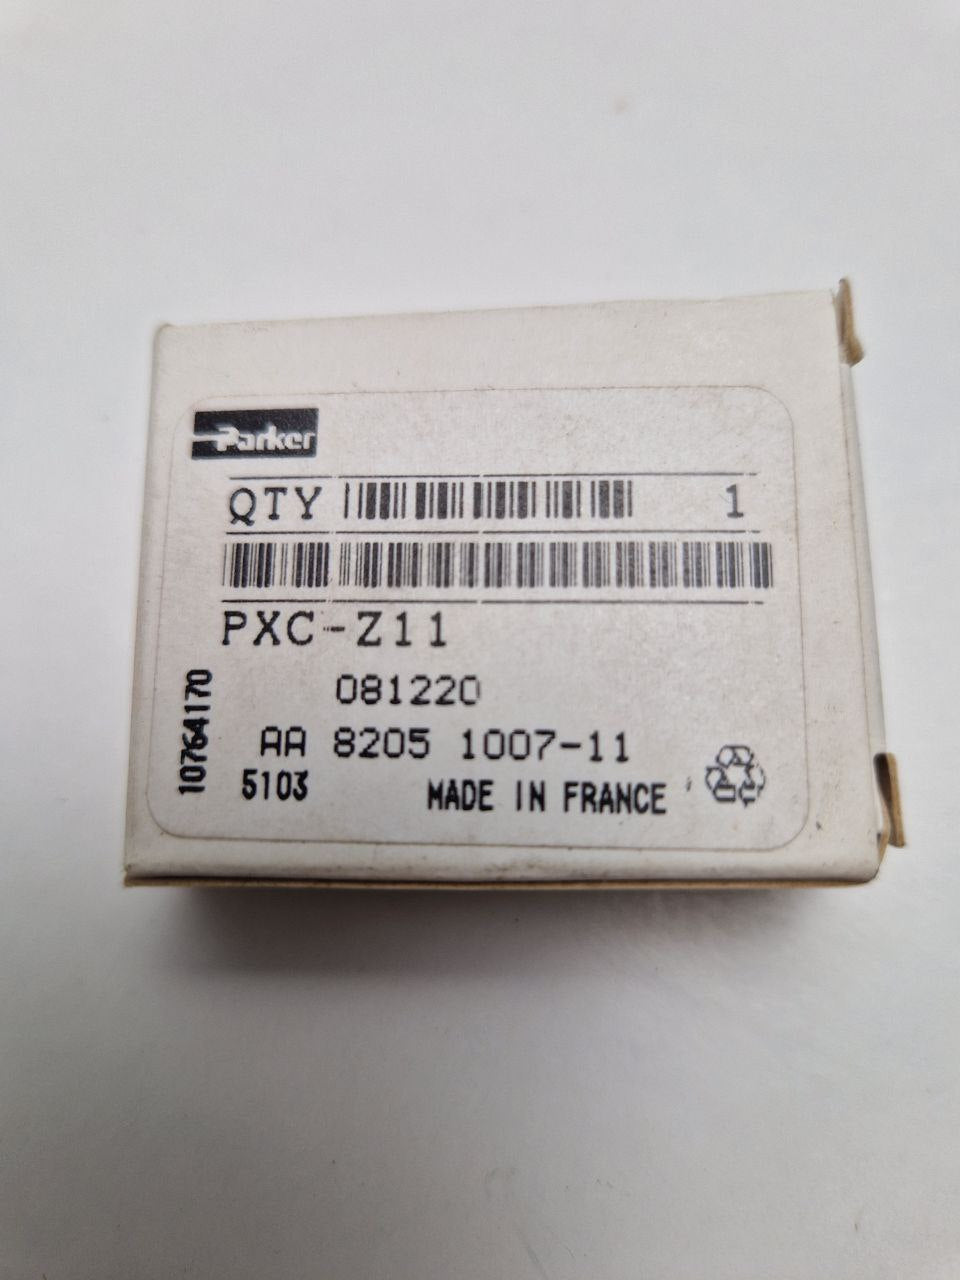 Parker
QTY 1
PXC-Z11
081220
AA 8205 1007-11
5103 MADE IN FRANCE
10764170